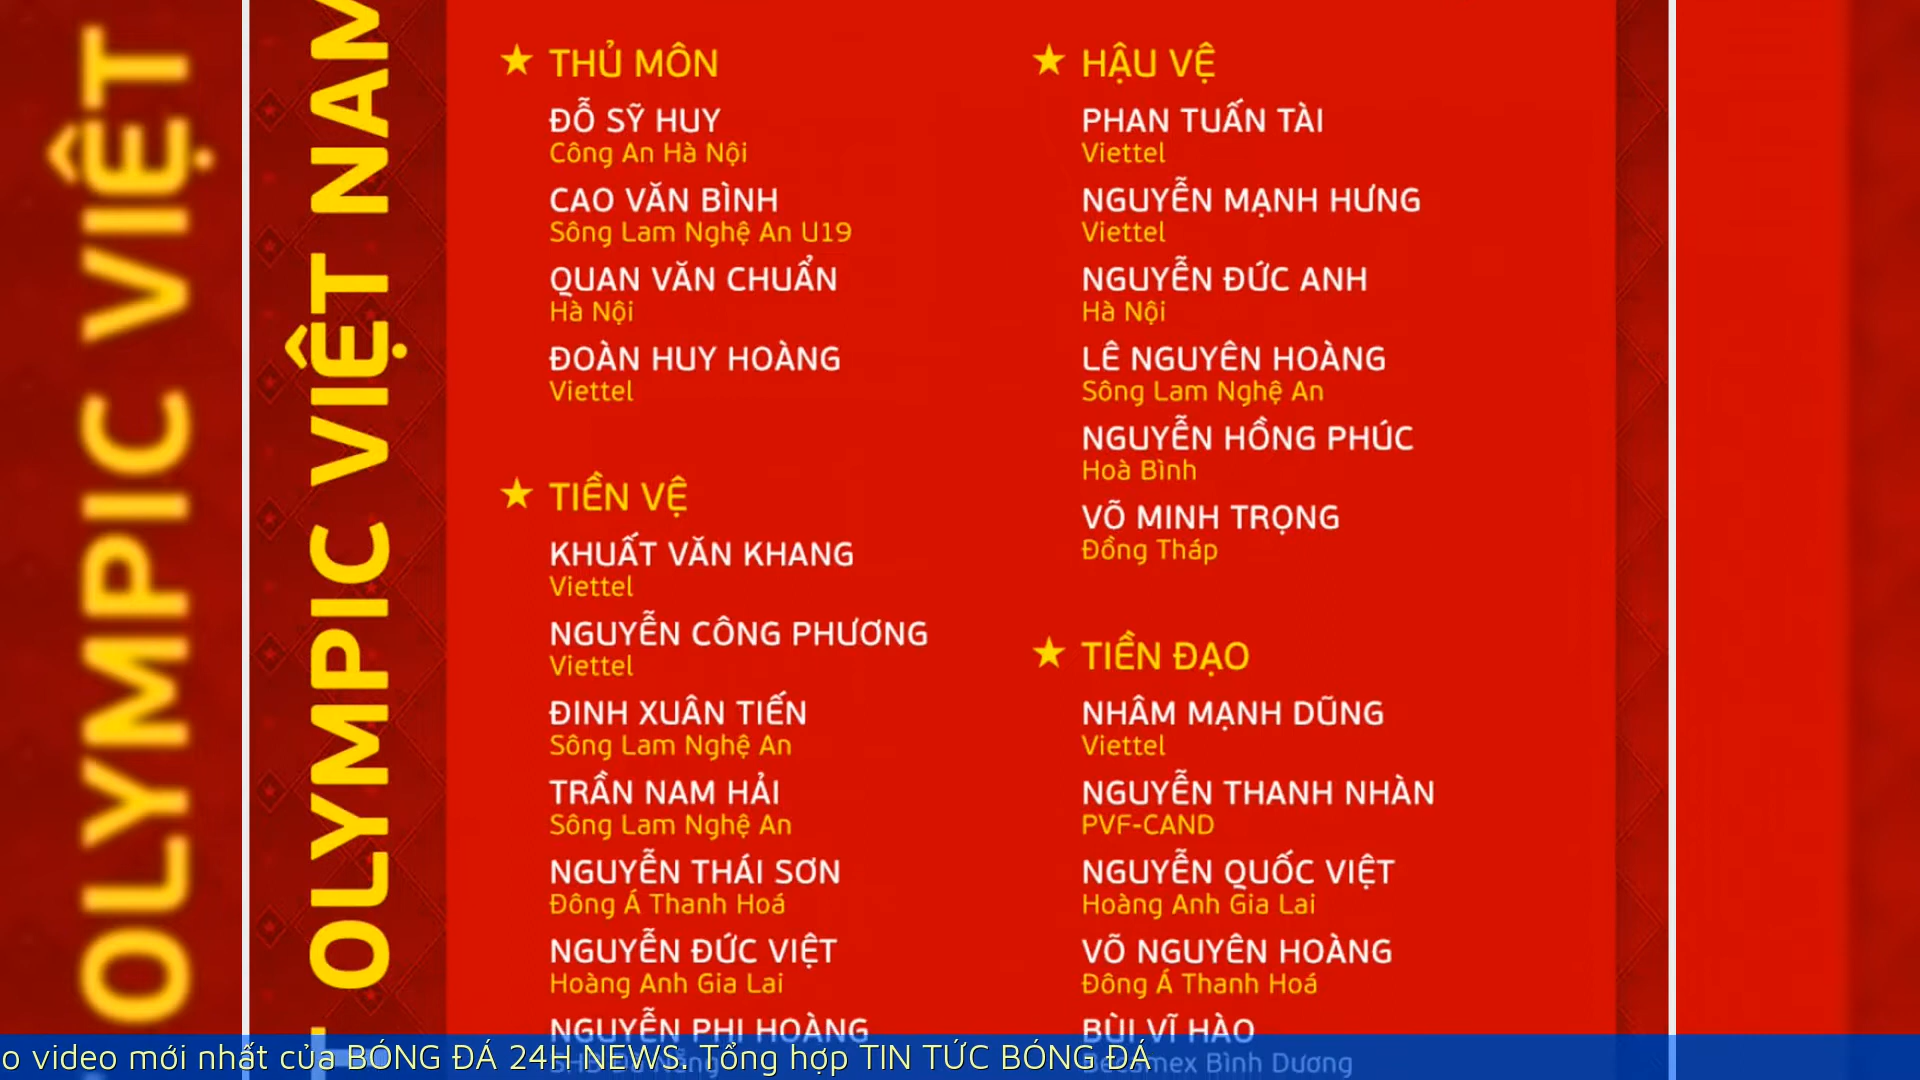 OLYMPIC VIỆT
OLYMPIC VIỆT NAM
THỦ MÔN
ĐỖ SỸ HUY
Công An Hà Nội
CAO VĂN BÌNH
Sông Lam Nghệ An U19
QUAN VĂN CHUẨN
Hà Nội
ĐOÀN HUY HOÀNG
Viettel
TIỀN VỆ
KHUẤT VĂN KHANG
Viettel
NGUYỄN CÔNG PHƯƠNG
Viettel
ĐINH XUÂN TIẾN
Sông Lam Nghệ An
TRẦN NAM HẢI
Sông Lam Nghệ An
NGUYỄN THÁI SƠN
Đông Á Thanh Hoá
NGUYỄN ĐỨC VIỆT
Hoàng Anh Gia Lai
NGUYỄN PHI HOÀNG
SHB Đà Nẵng
HẬU VỆ
PHAN TUẤN TÀI
Viettel
NGUYỄN MẠNH HƯNG
Viettel
NGUYỄN ĐỨC ANH
Hà Nội
LÊ NGUYÊN HOÀNG
Sông Lam Nghệ An
NGUYỄN HỒNG PHÚC
Hoà Bình
VÕ MINH TRỌNG
Đồng Tháp
TIỀN ĐẠO
NHÂM MẠNH DŨNG
Viettel
NGUYỄN THANH NHÀN
PVF-CAND
NGUYỄN QUỐC VIỆT
Hoàng Anh Gia Lai
VÕ NGUYÊN HOÀNG
Đông Á Thanh Hoá
BÙI VĨ HÀO
Becamex Bình Dương
o video mới nhất của BÓNG ĐÁ 24H NEWS. Tổng hợp TIN TỨC BÓNG ĐÁ